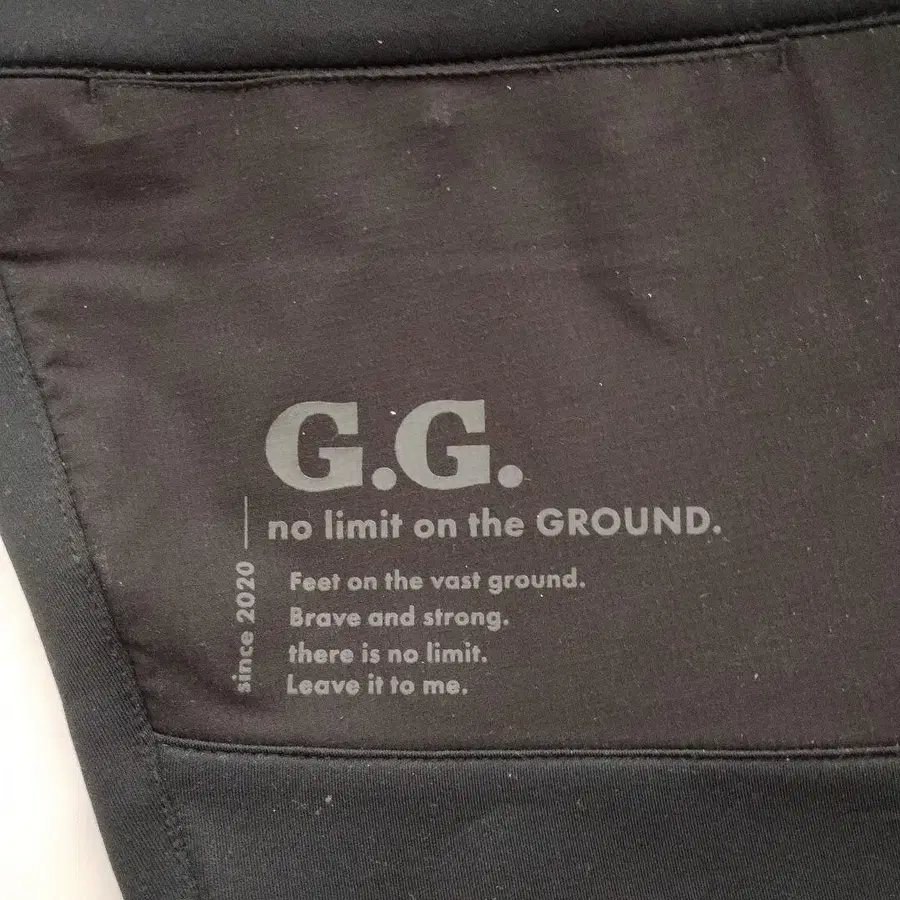 G.G.
no limit on the GROUND.
since 2020
Feet on the vast ground.
Brave and strong.
there is no limit.
Leave it to me.